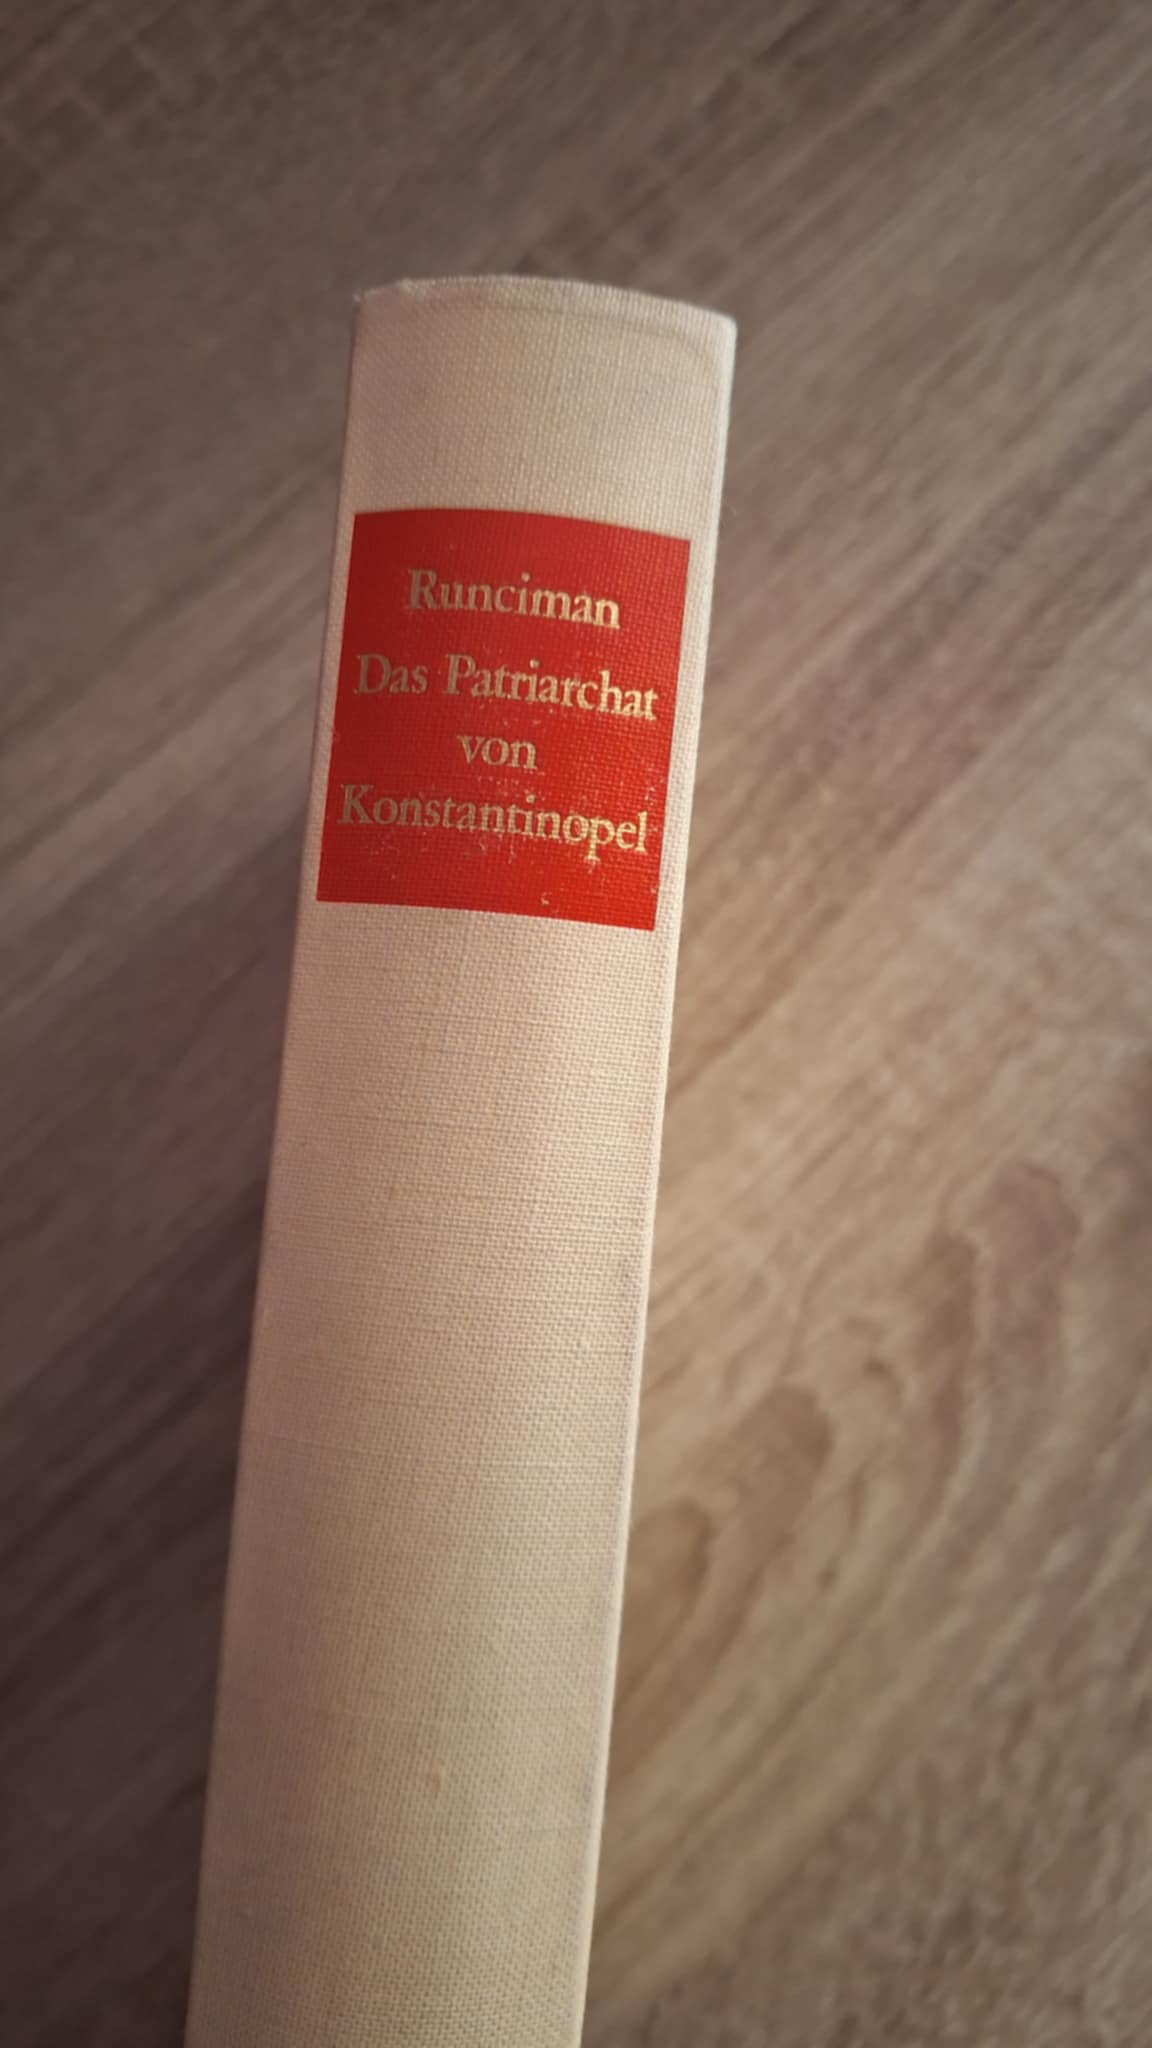 Runciman
Das Patriarchat
von
Konstantinopel